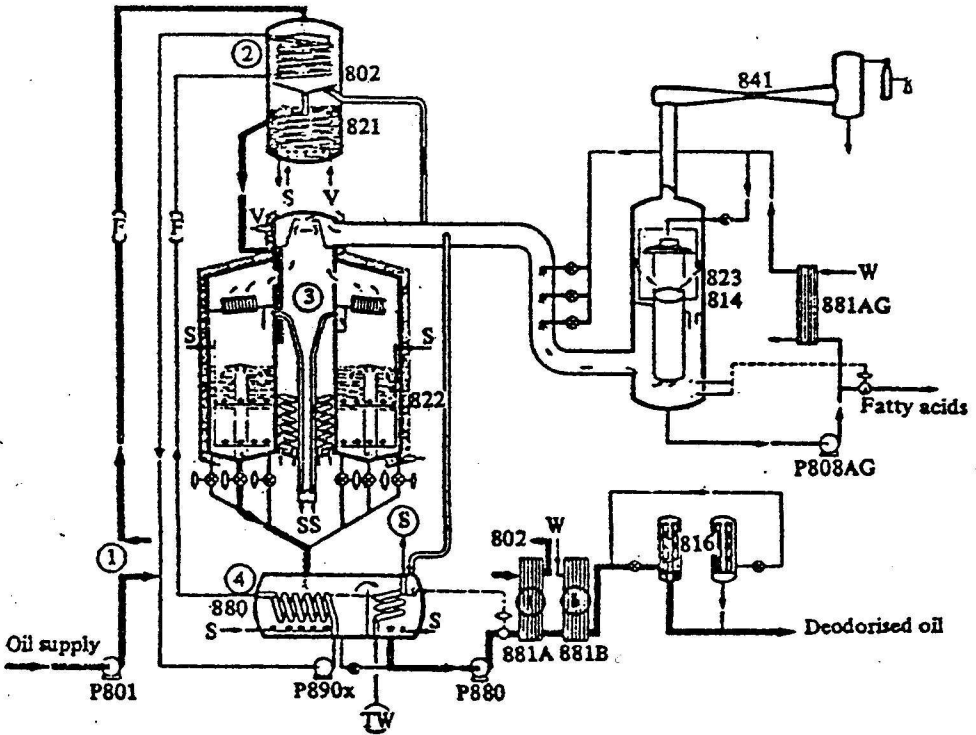 2
802
841
821
S
V
V
3
823
814
W
881AG
S
S
822
Fatty acids
P808AG
SS
S
802
W
816
1
4
880
S
S
Oil supply
Deodorised oil
881A
881B
P801
P890x
P880
TW